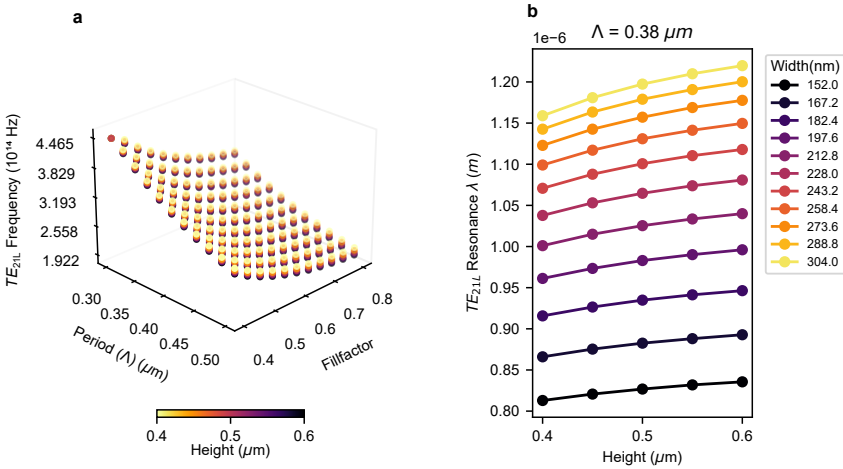 a
TE₂₁L Frequency (10¹⁴ Hz)
4.465
3.829
3.193
2.558
1.922
0.30
0.35
0.40
0.45
0.50
Period (Λ) (μm)
0.4
0.5
0.6
0.7
0.8
Fillfactor
0.4 0.5 0.6
Height (μm)
b
1e−6
Λ = 0.38 μm
TE₂₁L Resonance λ (m)
1.20
1.15
1.10
1.05
1.00
0.95
0.90
0.85
0.80
0.4 0.5 0.6
Height (μm)
Width(nm)
152.0
167.2
182.4
197.6
212.8
228.0
243.2
258.4
273.6
288.8
304.0